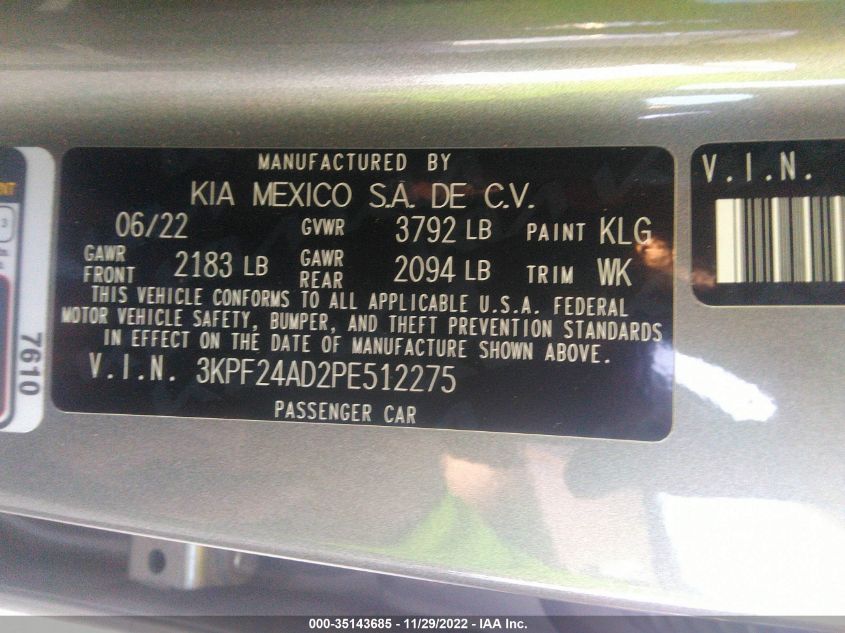 MANUFACTURED BY
KIA MEXICO S.A. DE C.V.
06/22 GVWR 3792 LB PAINT KLG
GAWR FRONT 2183 LB GAWR REAR 2094 LB TRIM WK
THIS VEHICLE CONFORMS TO ALL APPLICABLE U.S.A. FEDERAL
MOTOR VEHICLE SAFETY, BUMPER, AND THEFT PREVENTION STANDARDS
IN EFFECT ON THE DATE OF MANUFACTURE SHOWN ABOVE.
V.I.N. 3KPF24AD2PE512275
PASSENGER CAR
V.I.N.
7610
000-35143685 - 11/29/2022 - IAA Inc.